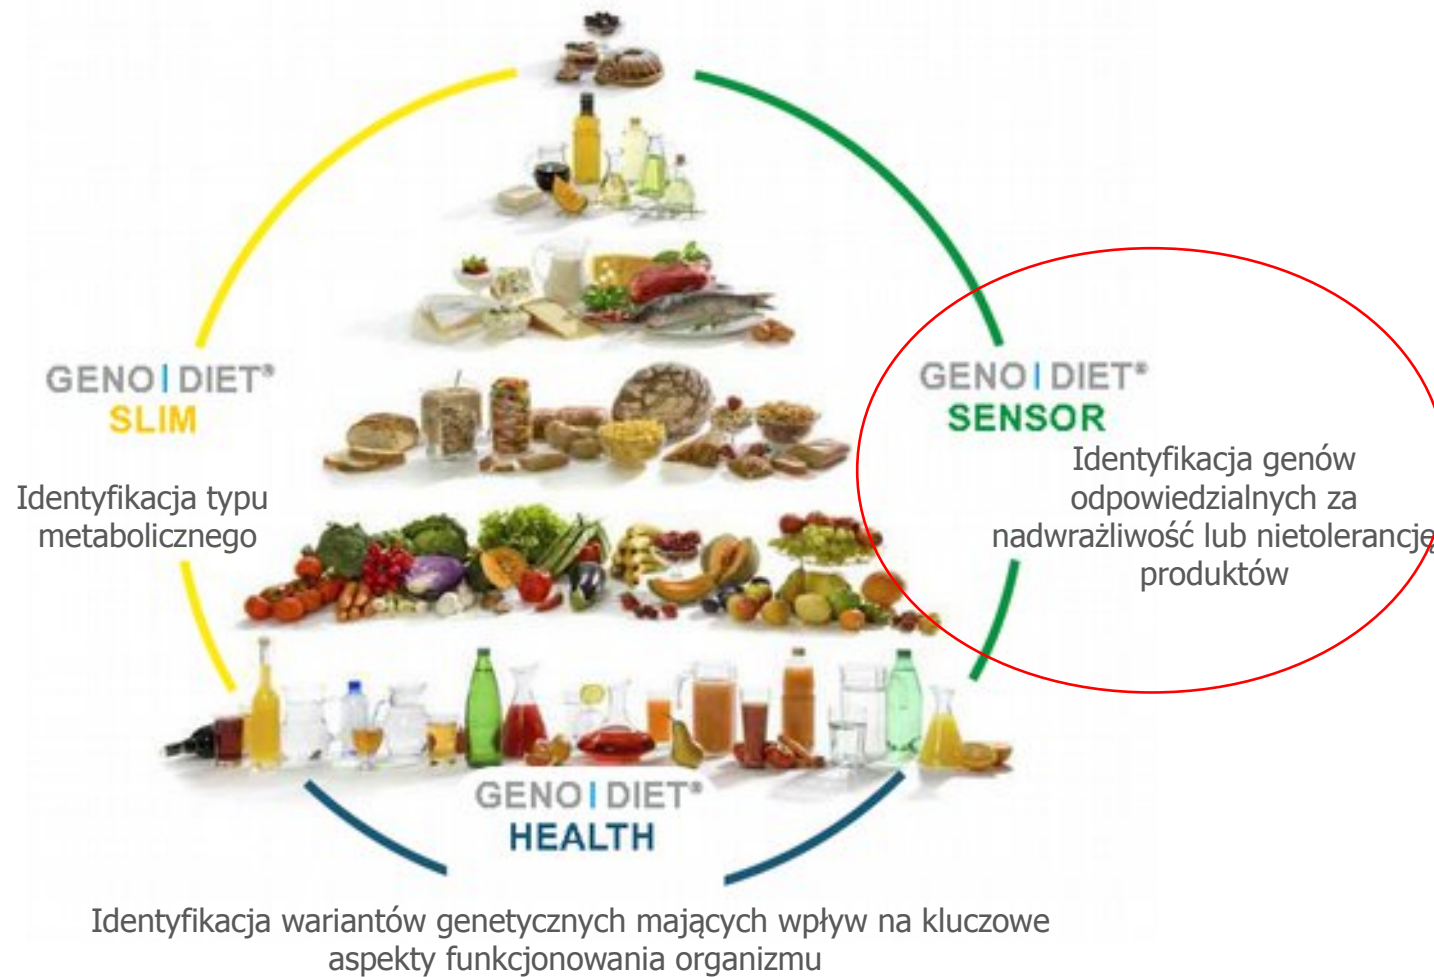 GENO|DIET®
SLIM
Identyfikacja typu
metabolicznego
GENO|DIET®
SENSOR
Identyfikacja genów
odpowiedzialnych za
nadwrażliwość lub nietolerancję
produktów
GENO|DIET®
HEALTH
Identyfikacja wariantów genetycznych mających wpływ na kluczowe
aspekty funkcjonowania organizmu